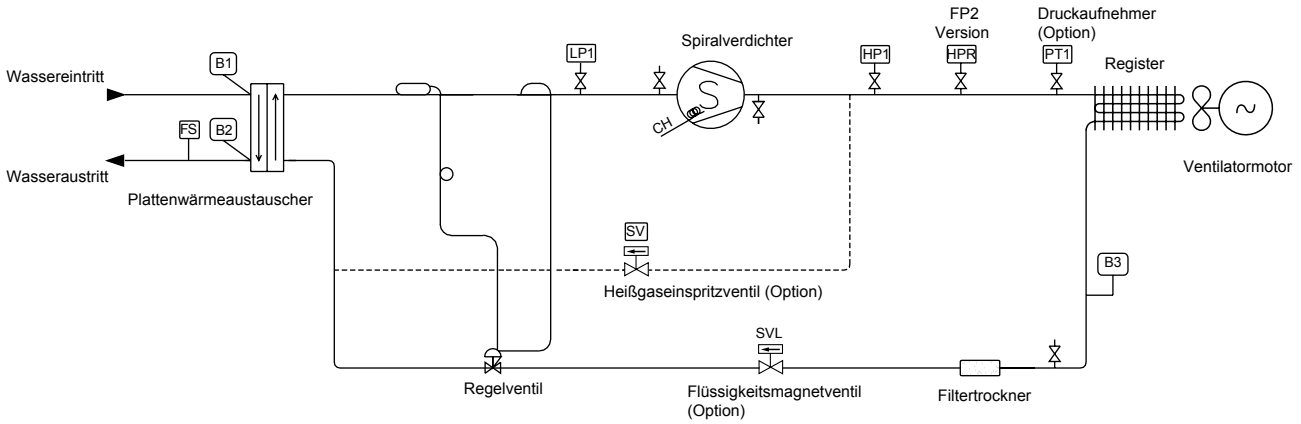 FP2
Version
Druckaufnehmer
(Option)
Spiralverdichter
LP1
HP1
HPR
PT1
Register
B1
Wassereintritt
S
CH
FS
B2
Wasseraustritt
Ventilatormotor
Plattenwärmeaustauscher
SV
B3
Heißgaseinspritzventil (Option)
SVL
Regelventil
Flüssigkeitsmagnetventil
(Option)
Filtertrockner